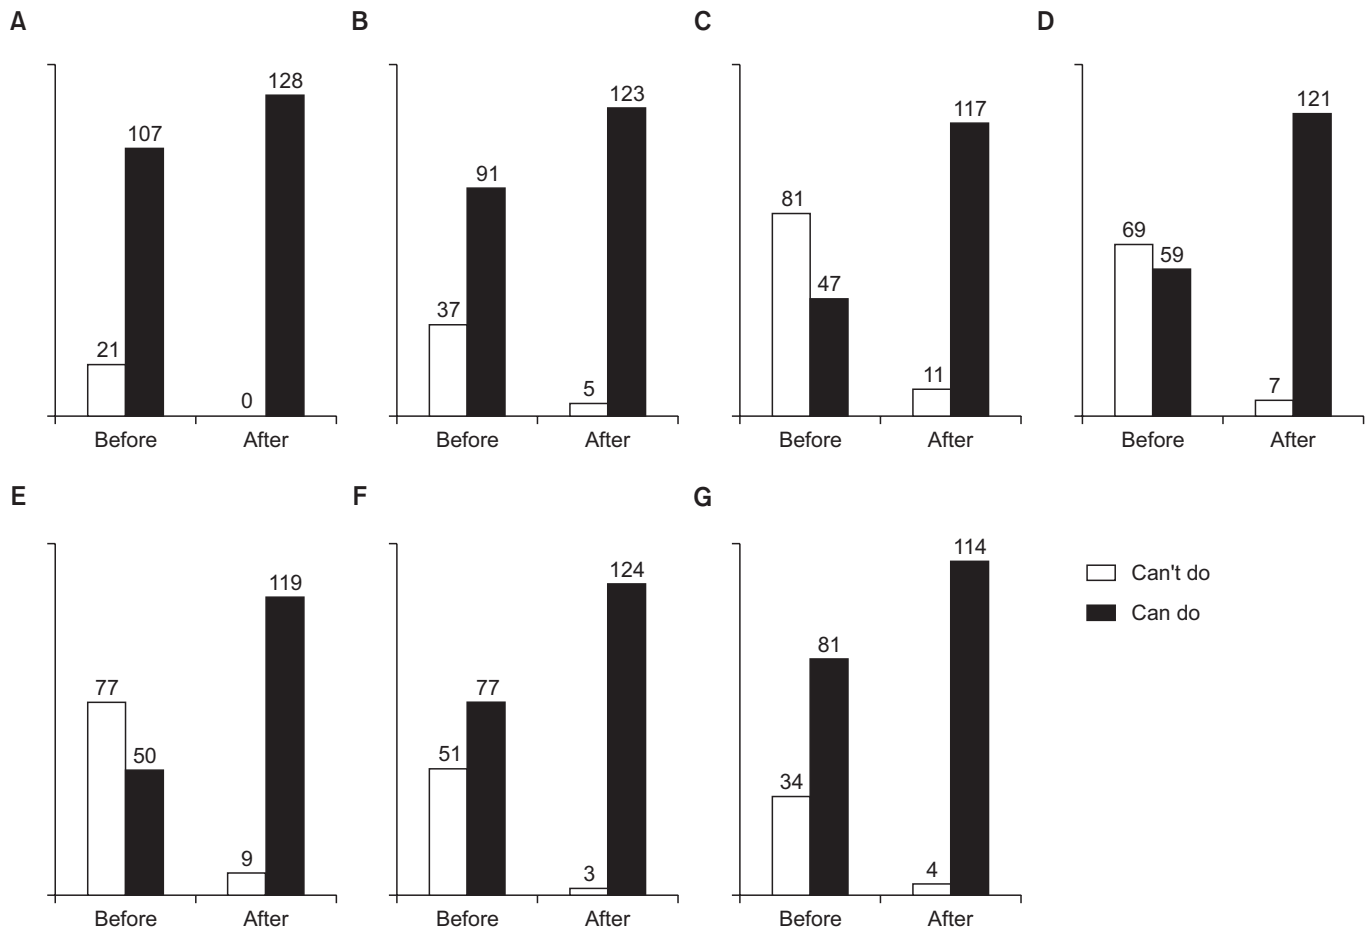 A
B
C
D
107
128
21
0
Before
After
91
123
37
5
Before
After
81
117
47
11
Before
After
69
121
59
7
Before
After
E
F
G
77
119
50
9
Before
After
77
124
51
3
Before
After
81
114
34
4
Before
After
Can't do
Can do